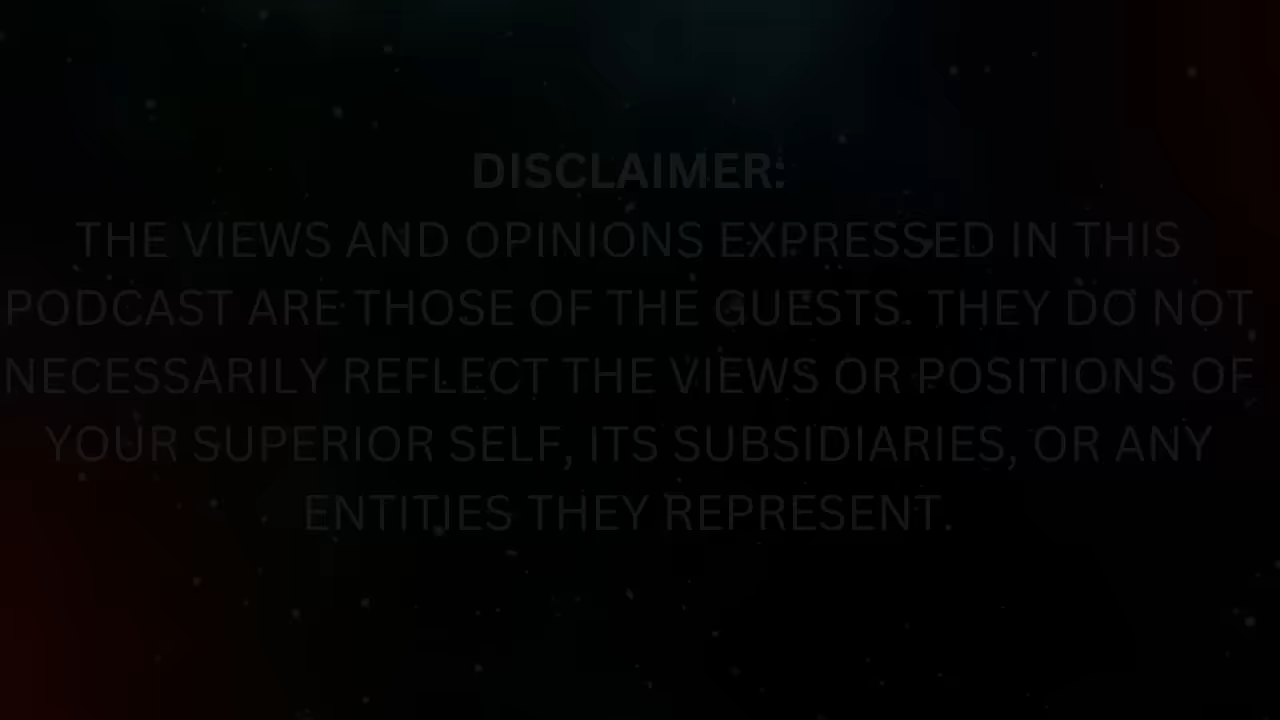 DISCLAIMER:
THE VIEWS AND OPINIONS EXPRESSED IN THIS
PODCAST ARE THOSE OF THE GUESTS. THEY DO NOT
NECESSARILY REFLECT THE VIEWS OR POSITIONS OF
YOUR SUPERIOR SELF, ITS SUBSIDIARIES, OR ANY
ENTITIES THEY REPRESENT.